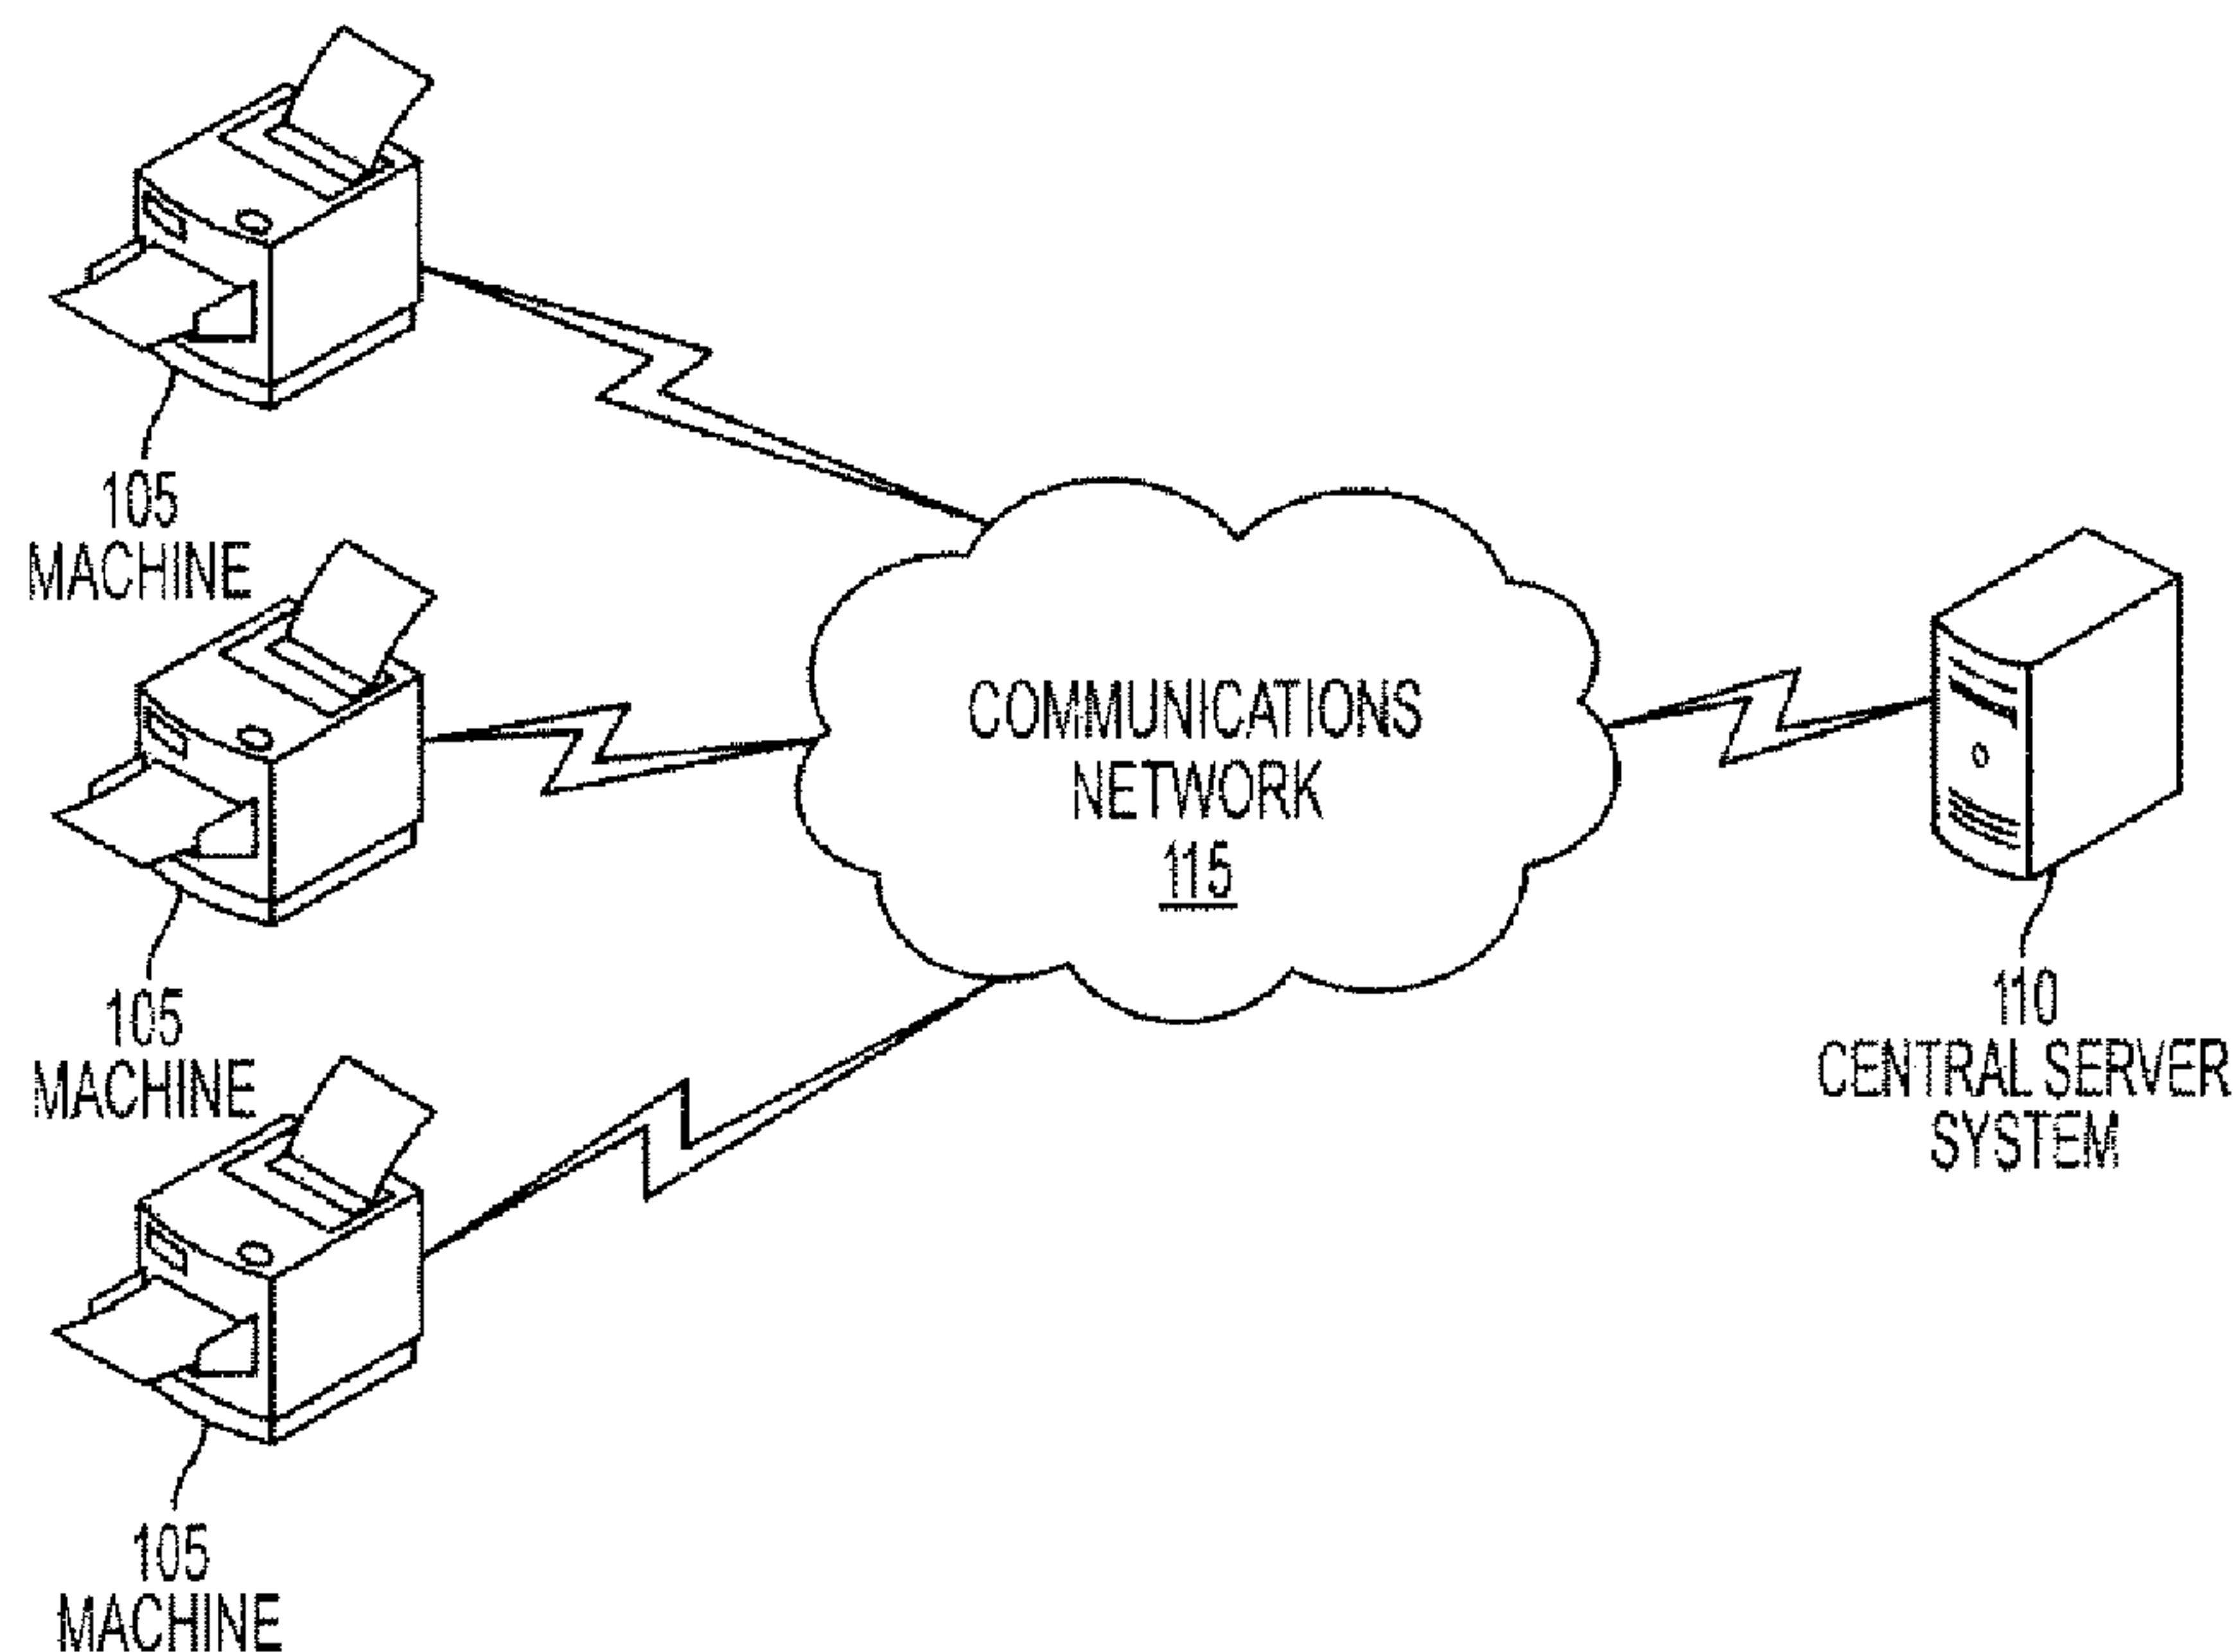 105
MACHINE
105
MACHINE
105
MACHINE
COMMUNICATIONS
NETWORK
115
110
CENTRAL SERVER
SYSTEM